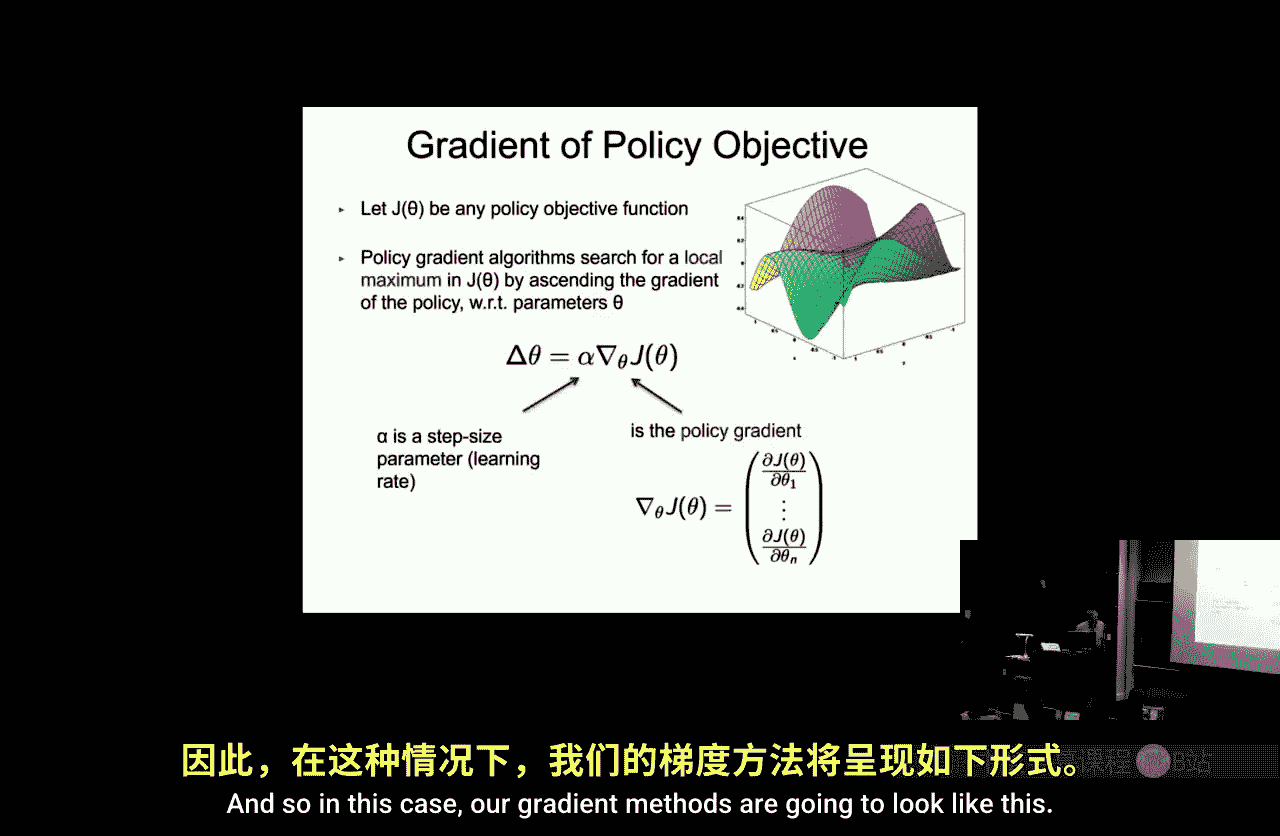 Gradient of Policy Objective
Let J(θ) be any policy objective function
Policy gradient algorithms search for a local
maximum in J(θ) by ascending the gradient
of the policy, w.r.t. parameters θ
Δθ = α∇θJ(θ)
α is a step-size
parameter (learning
rate)
is the policy gradient
∇θJ(θ) = (∂J(θ)/∂θ1 ⋮ ∂J(θ)/∂θn)
因此，在这种情况下，我们的梯度方法将呈现如下形式。
课程
B站
And so in this case, our gradient methods are going to look like this.